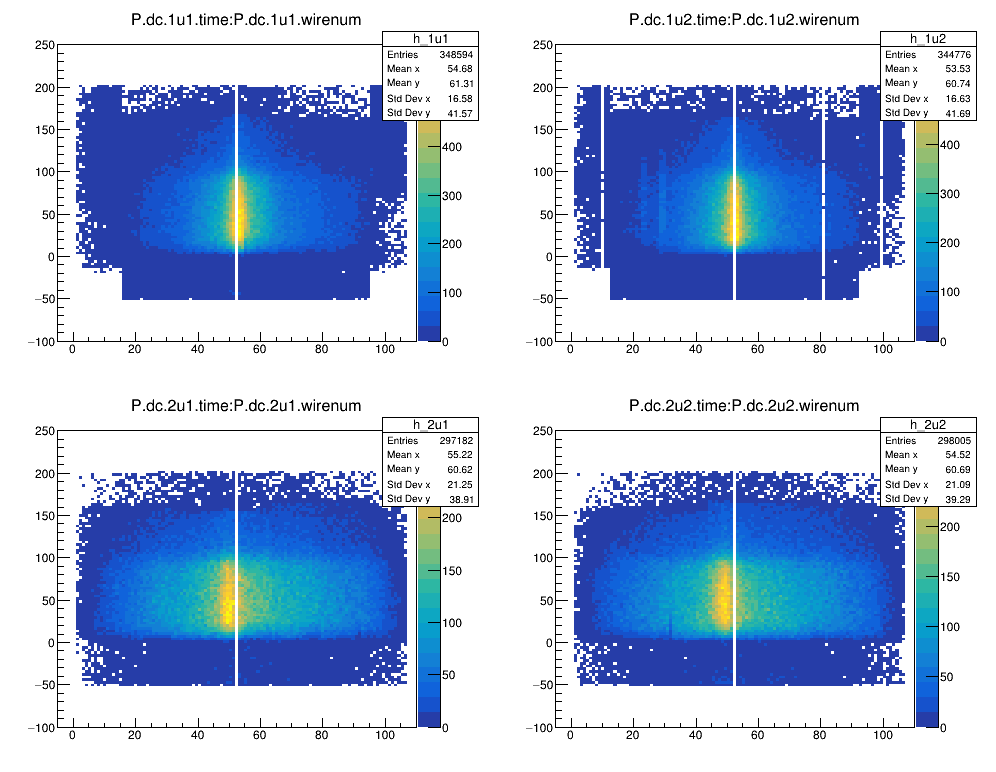 P.dc.1u1.time:P.dc.1u1.wirenum
h_1u1
Entries 348594
Mean x 54.68
Mean y 61.31
Std Dev x 16.58
Std Dev y 41.57
250
200
150
100
50
0
−50
−100
0 20 40 60 80 100
400
300
200
100
0
P.dc.1u2.time:P.dc.1u2.wirenum
h_1u2
Entries 344776
Mean x 53.53
Mean y 60.74
Std Dev x 16.63
Std Dev y 41.69
250
200
150
100
50
0
−50
−100
0 20 40 60 80 100
400
300
200
100
0
P.dc.2u1.time:P.dc.2u1.wirenum
h_2u1
Entries 297182
Mean x 55.22
Mean y 60.62
Std Dev x 21.25
Std Dev y 38.91
250
200
150
100
50
0
−50
−100
0 20 40 60 80 100
200
150
100
50
0
P.dc.2u2.time:P.dc.2u2.wirenum
h_2u2
Entries 298005
Mean x 54.52
Mean y 60.69
Std Dev x 21.09
Std Dev y 39.29
250
200
150
100
50
0
−50
−100
0 20 40 60 80 100
200
150
100
50
0